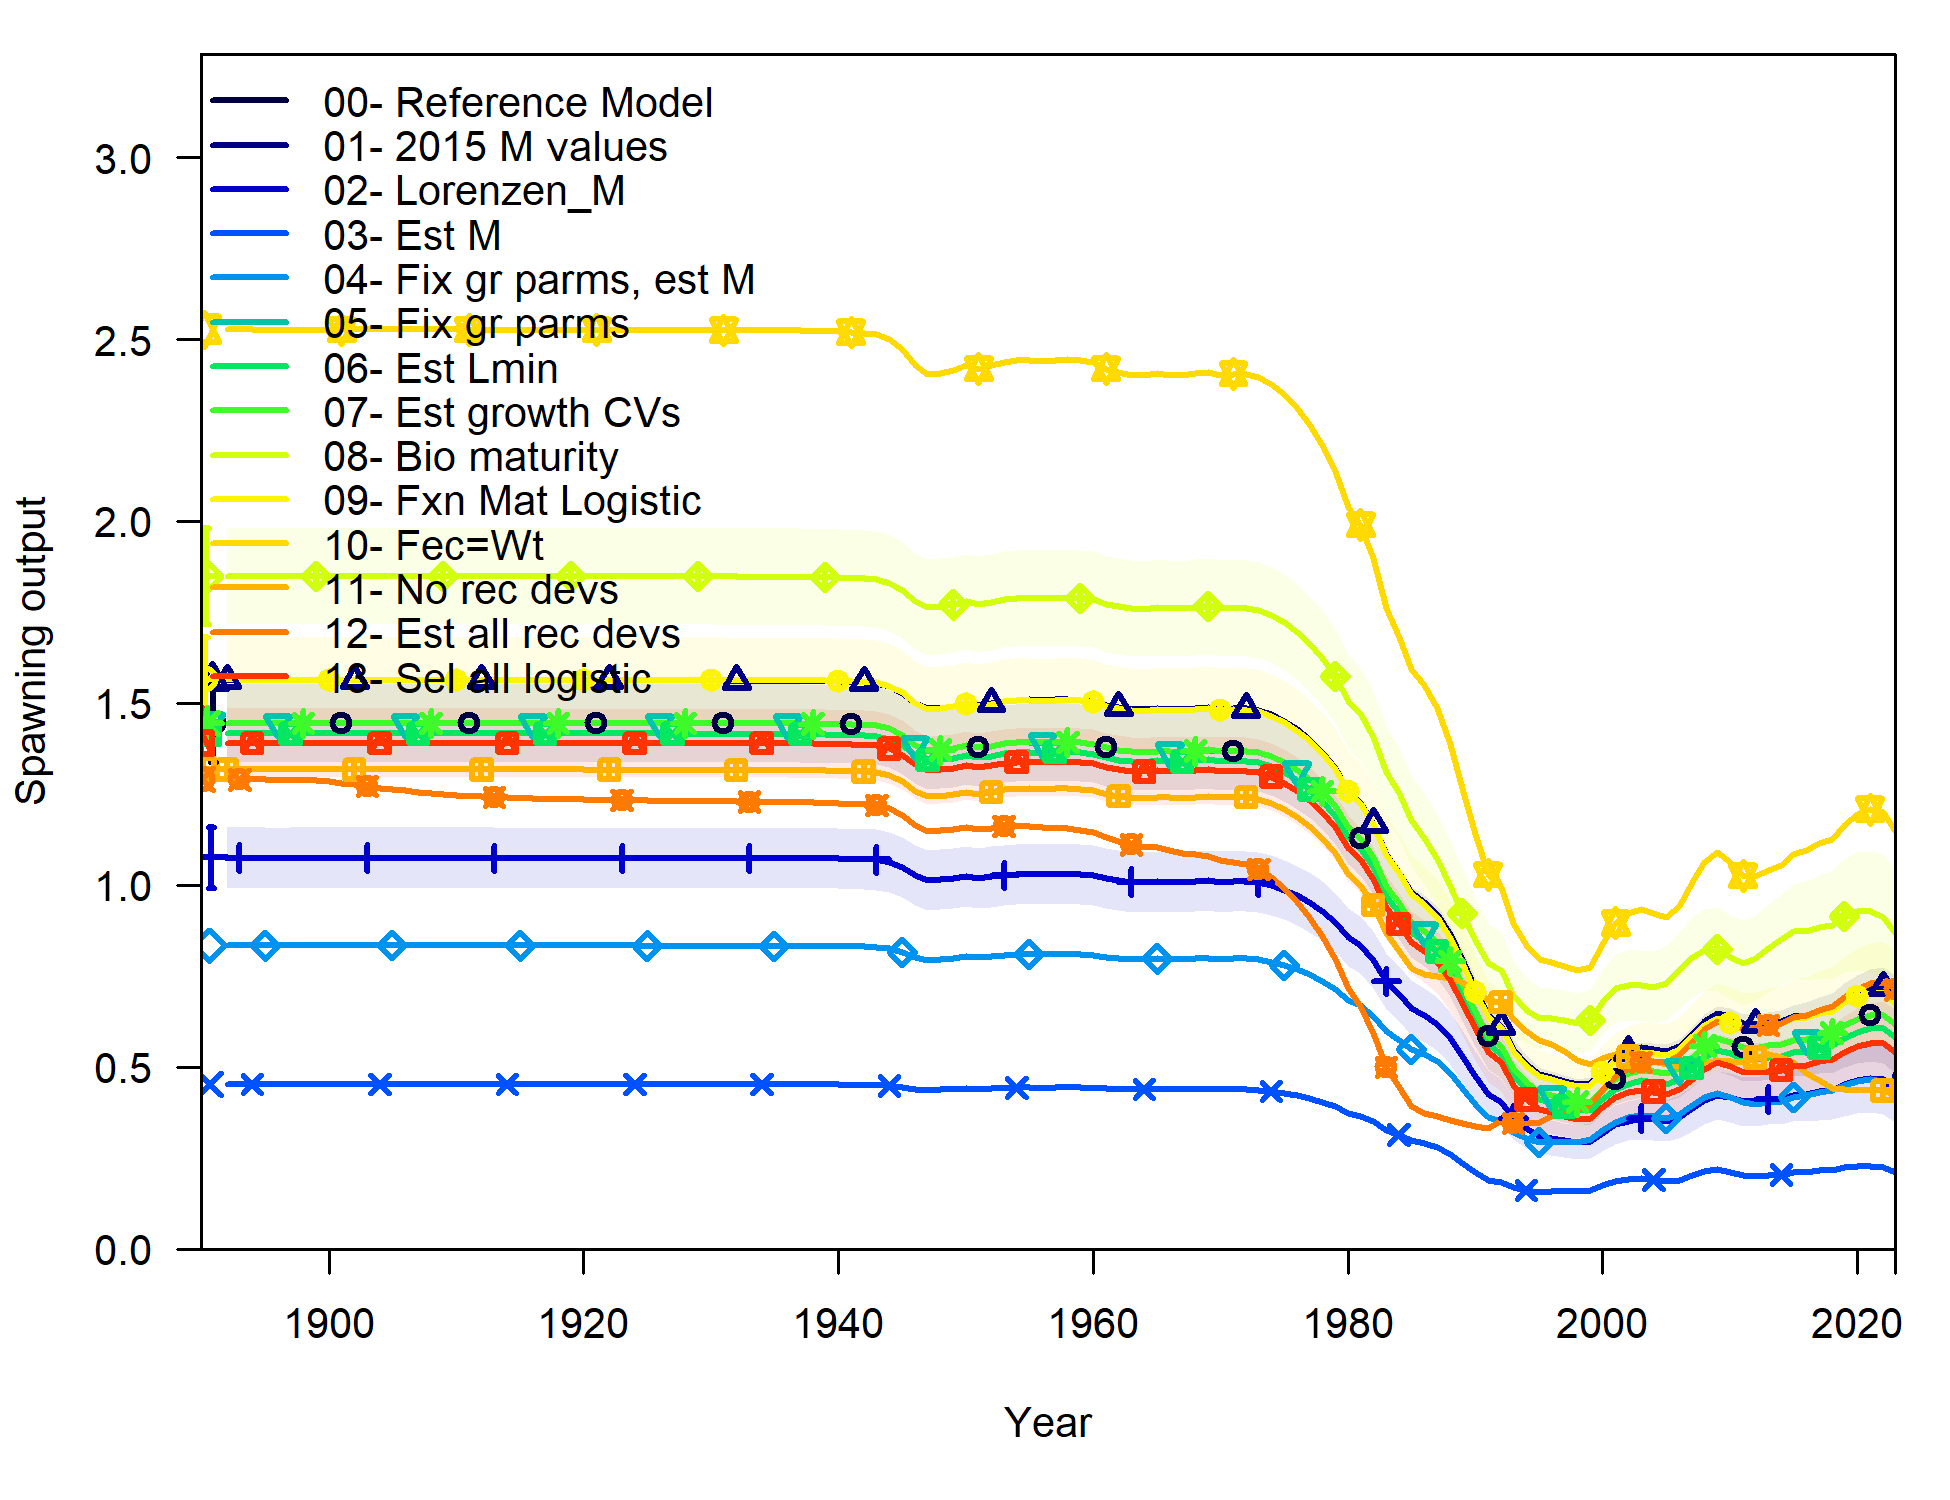 00- Reference Model
01- 2015 M values
02- Lorenzen_M
03- Est M
04- Fix gr parms, est M
05- Fix gr parms
06- Est Lmin
07- Est growth CVs
08- Bio maturity
09- Fxn Mat Logistic
10- Fec=Wt
11- No rec devs
12- Est all rec devs
13- Sel all logistic
3.0
2.5
2.0
1.5
1.0
0.5
0.0
Spawning output
1900 1920 1940 1960 1980 2000 2020
Year